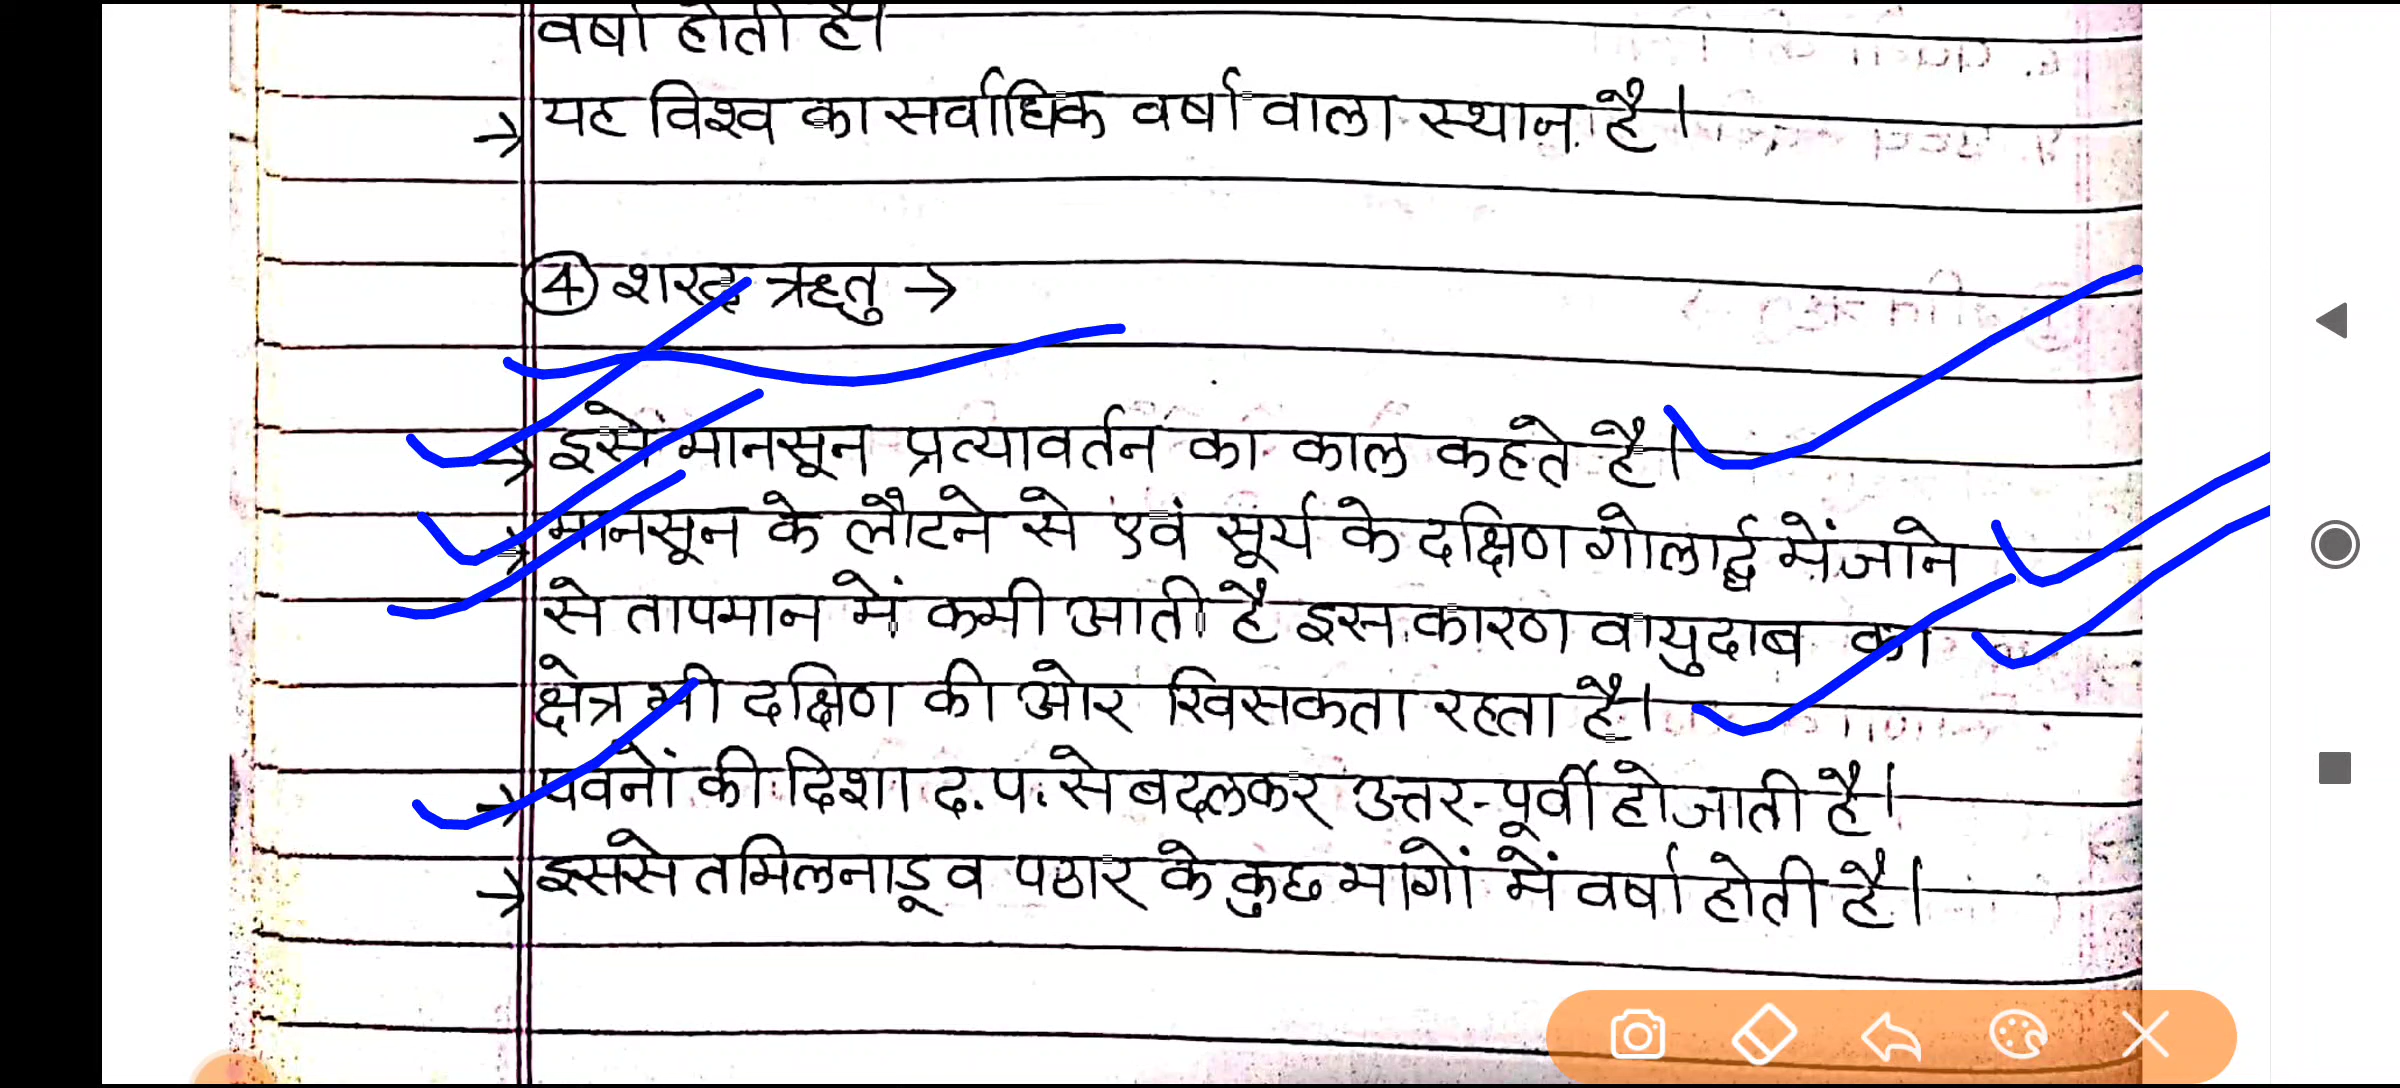 वर्षा होती है।
→ यह विश्व का सर्वाधिक वर्षा वाला स्थान है।
④ शरद ऋतु →
→ इसे मानसून प्रत्यावर्तन का काल कहते है।
→ मानसून के लौटने से एवं सूर्य के दक्षिण गोलार्द्ध में जाने
से तापमान में कमी आती है इस कारण वायुदाब का
क्षेत्र भी दक्षिण की ओर खिसकता रहता है।
→ पवनों की दिशा द.प. से बदलकर उत्तर-पूर्वी हो जाती है।
→ इससे तमिलनाडू व पठार के कुछ भागों में वर्षा होती है।